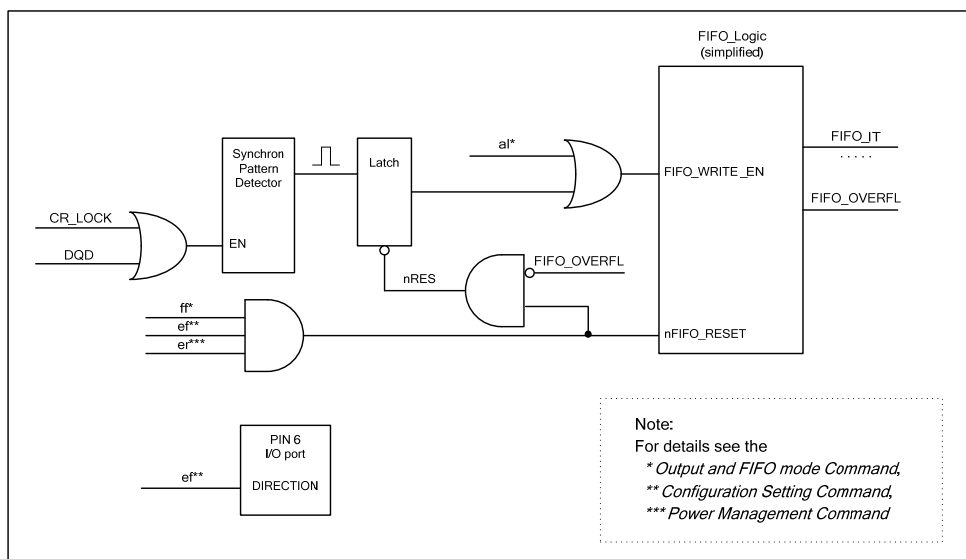 FIFO_Logic
(simplified)
FIFO_IT
.....
FIFO_OVERFL
al*
FIFO_WRITE_EN
Synchron
Pattern
Detector
Latch
CR_LOCK
DQD
EN
nRES
FIFO_OVERFL
ff*
ef**
er***
nFIFO_RESET
PIN 6
I/O port
ef**
DIRECTION
Note:
For details see the
* Output and FIFO mode Command,
** Configuration Setting Command,
*** Power Management Command